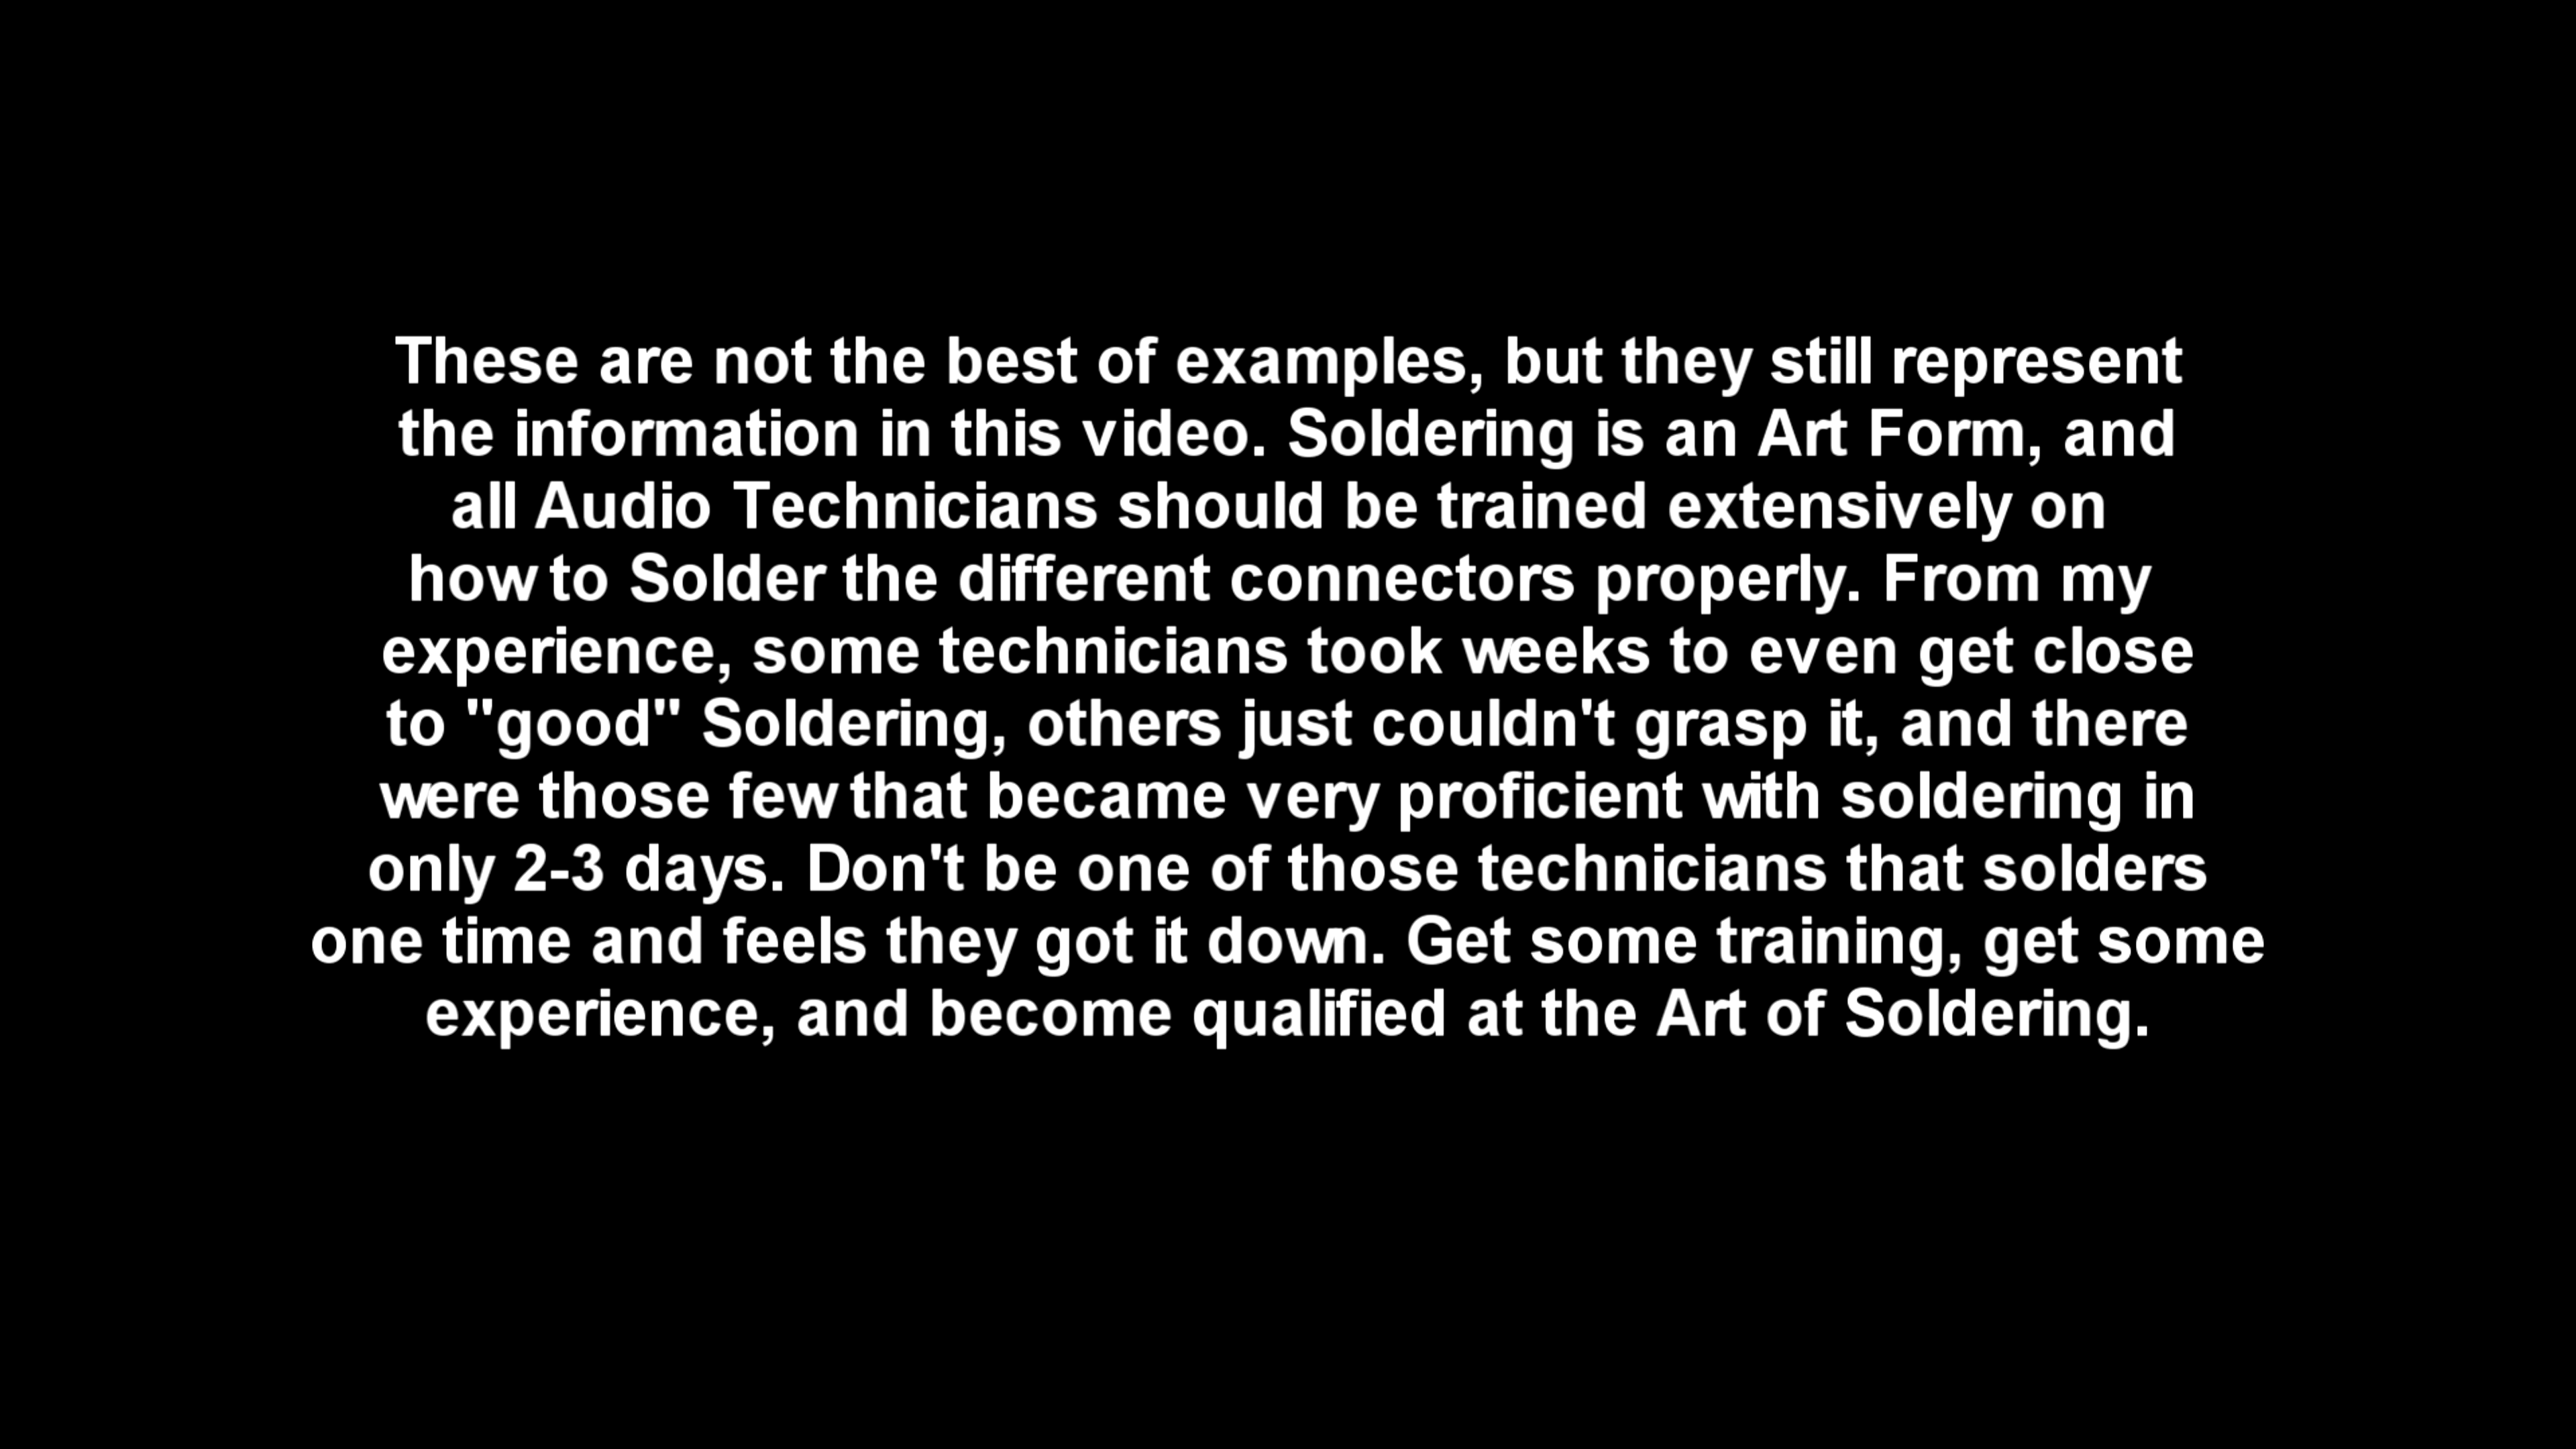 These are not the best of examples, but they still represent
the information in this video. Soldering is an Art Form, and
all Audio Technicians should be trained extensively on
how to Solder the different connectors properly. From my
experience, some technicians took weeks to even get close
to "good" Soldering, others just couldn't grasp it, and there
were those few that became very proficient with soldering in
only 2-3 days. Don't be one of those technicians that solders
one time and feels they got it down. Get some training, get some
experience, and become qualified at the Art of Soldering.